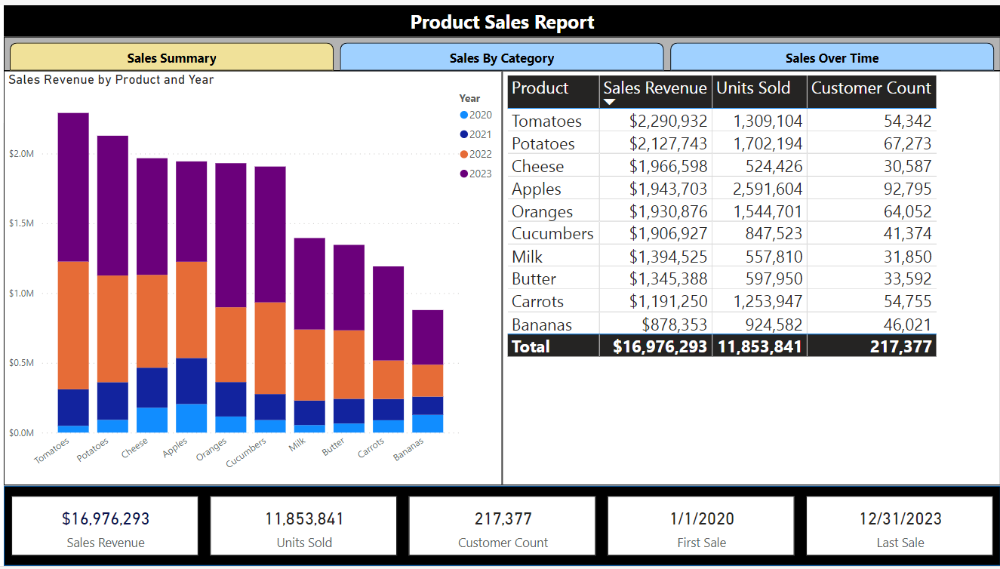 Product Sales Report
Sales Summary Sales By Category Sales Over Time
Sales Revenue by Product and Year
Year
2020
2021
2022
2023
$2.0M
$1.5M
$1.0M
$0.5M
$0.0M
Tomatoes Potatoes Cheese Apples Oranges Cucumbers Milk Butter Carrots Bananas
Product Sales Revenue Units Sold Customer Count
Tomatoes $2,290,932 1,309,104 54,342
Potatoes $2,127,743 1,702,194 67,273
Cheese $1,966,598 524,426 30,587
Apples $1,943,703 2,591,604 92,795
Oranges $1,930,876 1,544,701 64,052
Cucumbers $1,906,927 847,523 41,374
Milk $1,394,525 557,810 31,850
Butter $1,345,388 597,950 33,592
Carrots $1,191,250 1,253,947 54,755
Bananas $878,353 924,582 46,021
Total $16,976,293 11,853,841 217,377
$16,976,293 11,853,841 217,377 1/1/2020 12/31/2023
Sales Revenue Units Sold Customer Count First Sale Last Sale